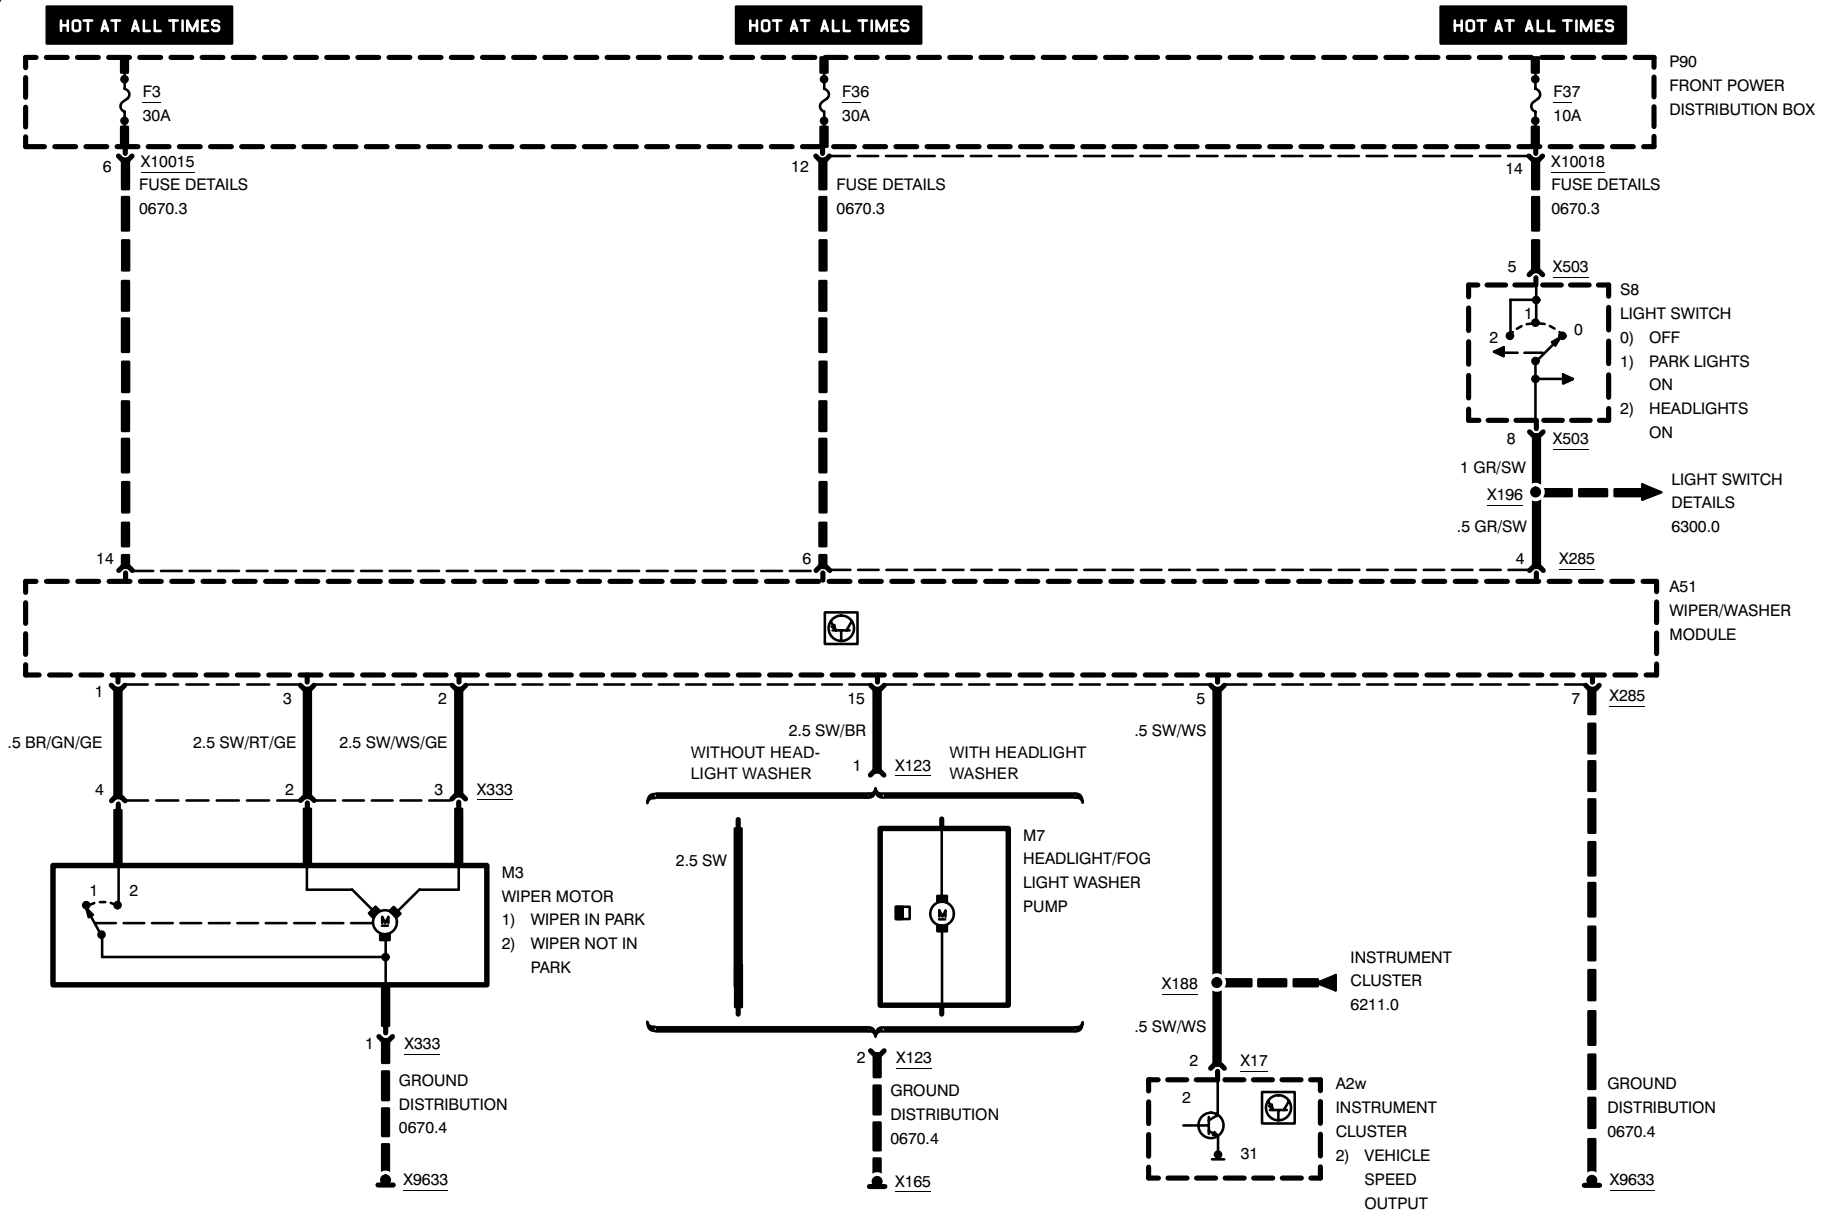 HOT AT ALL TIMES
HOT AT ALL TIMES
HOT AT ALL TIMES
P90
FRONT POWER
DISTRIBUTION BOX
F3
30A
F36
30A
F37
10A
6
X10015
FUSE DETAILS
0670.3
12
FUSE DETAILS
0670.3
14
X10018
FUSE DETAILS
0670.3
5
X503
S8
LIGHT SWITCH
0) OFF
1) PARK LIGHTS
ON
2) HEADLIGHTS
ON
1
2
0
8
X503
1 GR/SW
X196
LIGHT SWITCH
DETAILS
6300.0
.5 GR/SW
14
6
4
X285
A51
WIPER/WASHER
MODULE
1
3
2
15
5
7
X285
.5 BR/GN/GE
2.5 SW/RT/GE
2.5 SW/WS/GE
2.5 SW/BR
.5 SW/WS
WITHOUT HEAD-
LIGHT WASHER
1
X123
WITH HEADLIGHT
WASHER
4
2
3
X333
2.5 SW
M7
HEADLIGHT/FOG
LIGHT WASHER
PUMP
M
M3
WIPER MOTOR
1) WIPER IN PARK
2) WIPER NOT IN
PARK
1
2
M
X188
INSTRUMENT
CLUSTER
6211.0
.5 SW/WS
1
X333
GROUND
DISTRIBUTION
0670.4
X9633
2
X123
GROUND
DISTRIBUTION
0670.4
X165
2
X17
A2w
INSTRUMENT
CLUSTER
2) VEHICLE
SPEED
OUTPUT
2
31
GROUND
DISTRIBUTION
0670.4
X9633